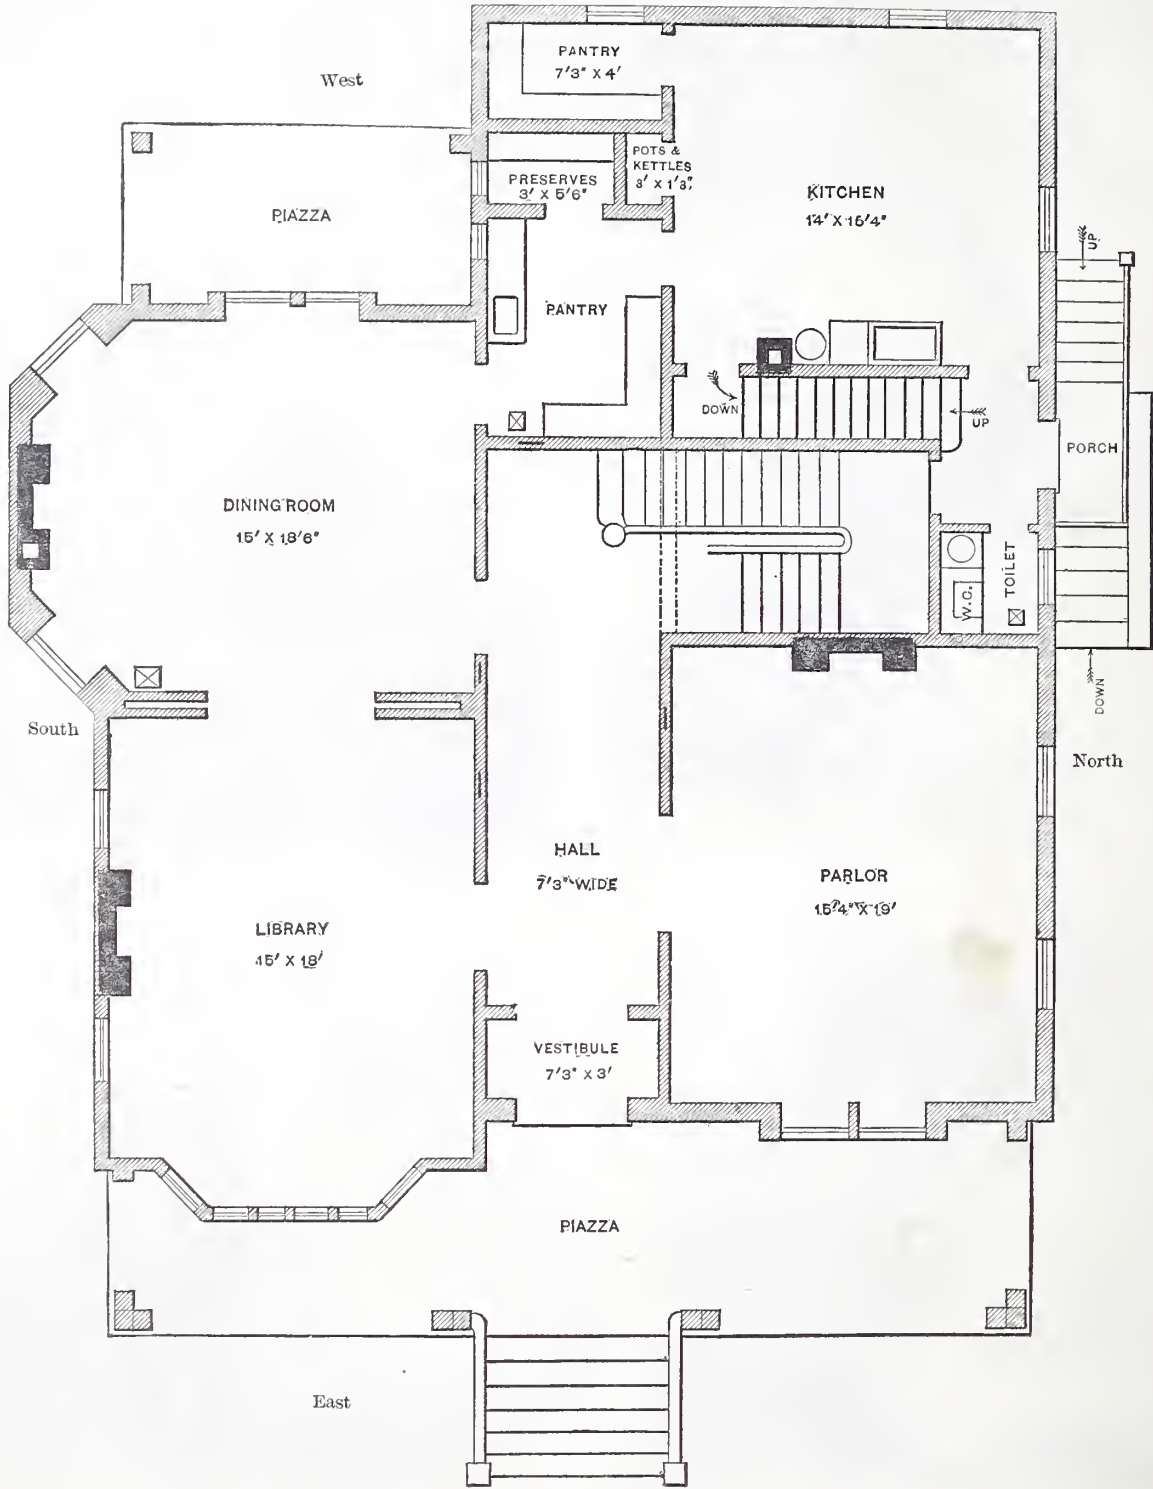 PANTRY
7'3" X 4'
West
POTS &
KETTLES
3' X 1'3"
PRESERVES
3' X 5'6"
KITCHEN
14' X 15'4"
PIAZZA
UP
PANTRY
DOWN
UP
PORCH
DINING ROOM
15' X 18'6"
TOILET
W.C.
DOWN
South
North
HALL
7'3" WIDE
PARLOR
15'4" X 19'
LIBRARY
15' X 18'
VESTIBULE
7'3" X 3'
PIAZZA
East